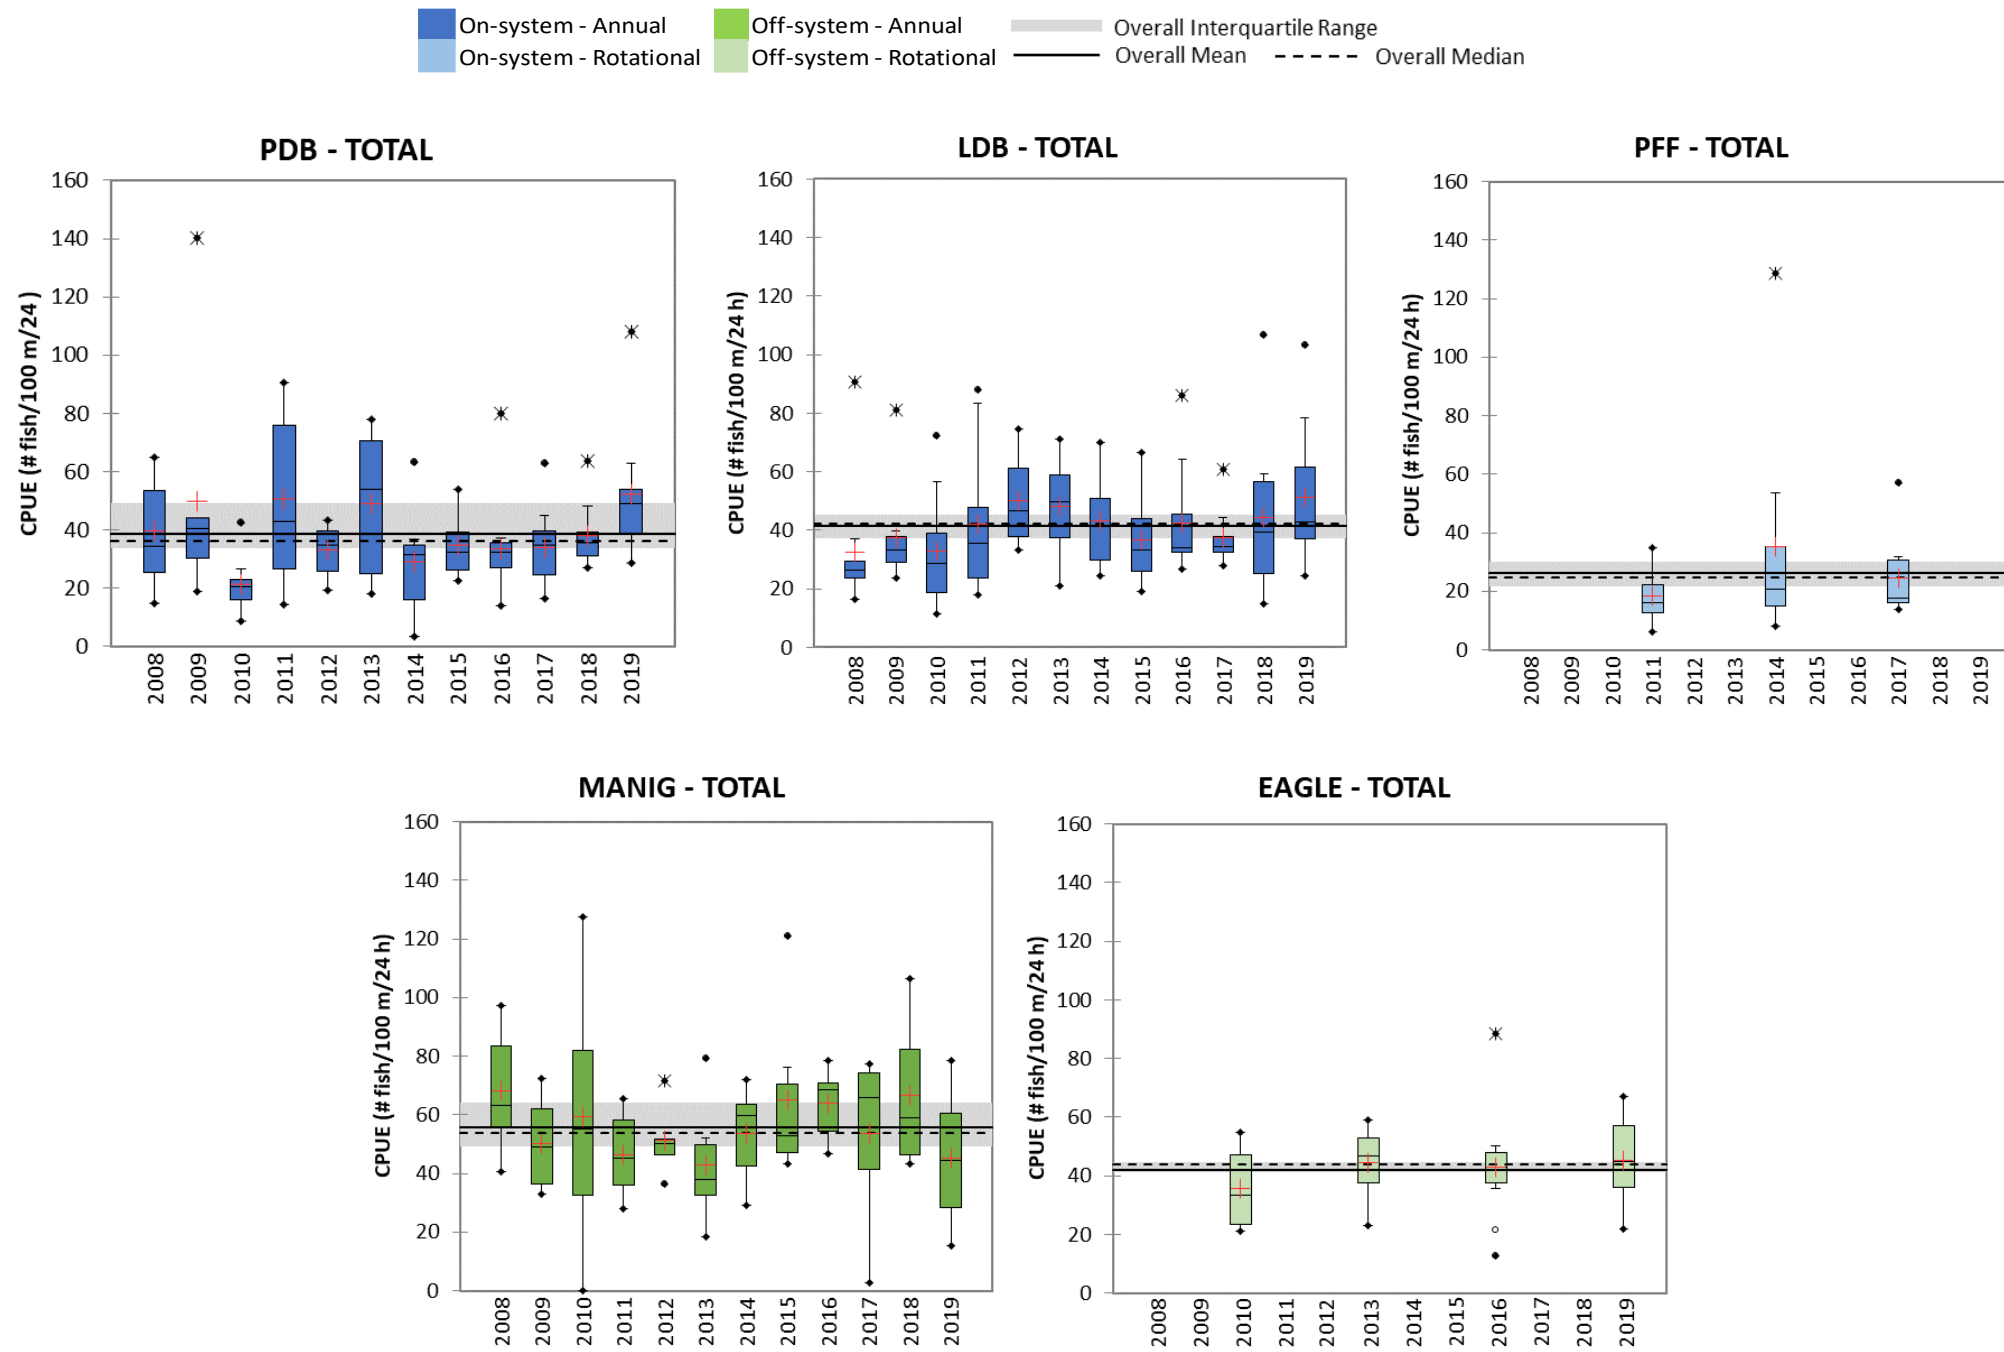 On-system - Annual Off-system - Annual Overall Interquartile Range
On-system - Rotational Off-system - Rotational Overall Mean Overall Median
PDB - TOTAL
CPUE (# fish/100 m/24 )
160
140
120
100
80
60
40
20
0
2008 2009 2010 2011 2012 2013 2014 2015 2016 2017 2018 2019
LDB - TOTAL
CPUE (# fish/100 m/24 h)
160
140
120
100
80
60
40
20
0
2008 2009 2010 2011 2012 2013 2014 2015 2016 2017 2018 2019
PFF - TOTAL
CPUE (# fish/100 m/24 h)
160
140
120
100
80
60
40
20
0
2008 2009 2010 2011 2012 2013 2014 2015 2016 2017 2018 2019
MANIG - TOTAL
CPUE (# fish/100 m/24 h)
160
140
120
100
80
60
40
20
0
2008 2009 2010 2011 2012 2013 2014 2015 2016 2017 2018 2019
EAGLE - TOTAL
CPUE (# fish/100 m/24 h)
160
140
120
100
80
60
40
20
0
2008 2009 2010 2011 2012 2013 2014 2015 2016 2017 2018 2019